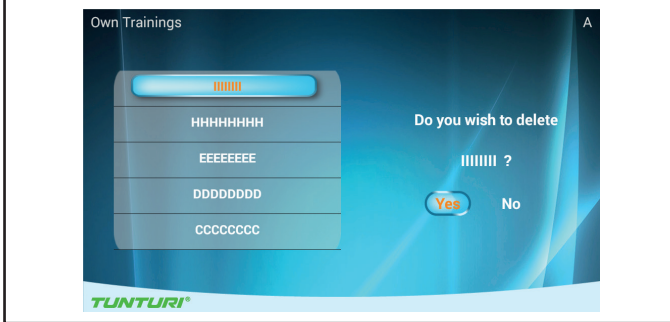 Own Trainings
A
IIIIIIII
HHHHHHHH
EEEEEEEE
DDDDDDDD
CCCCCCCC
Do you wish to delete
IIIIIIII ?
Yes No
TUNTURI®